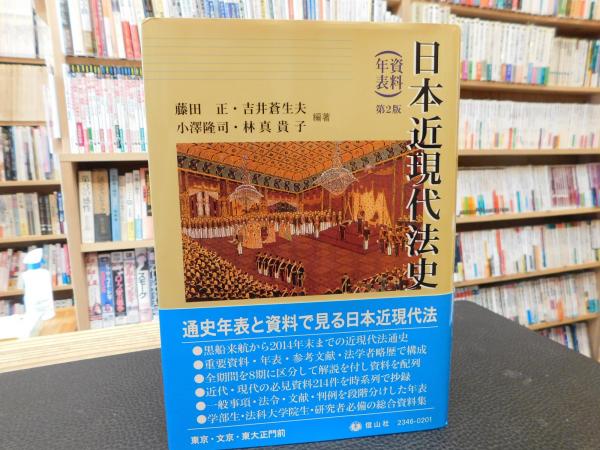 日本近現代法史
(資料
年表)
第2版
藤田 正・吉井蒼生夫
小澤隆司・林 真貴子
編著
通史年表と資料で見る日本近現代法
●黒船来航から2014年末までの近現代法通史
●重要資料・年表・参考文献・法学者略歴で構成
●全期間を8期に区分して解説を付し資料を配列
●近代・現代の必見資料214件を時系列で抄録
●一般事項・法令・文献・判例を段階分けした年表
●学部生・法科大学院生・研究者必備の総合資料集
東京・文京・東大正門前
信山社
2346-0201